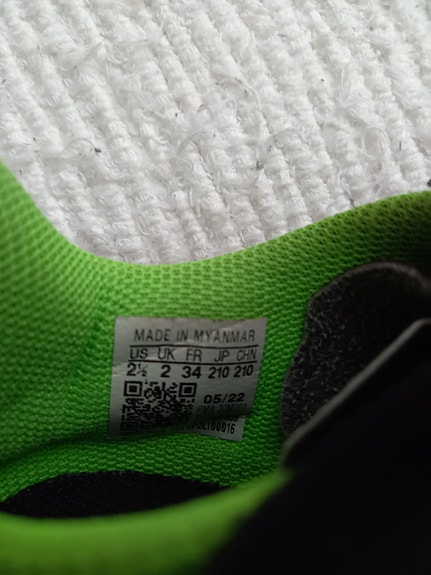 MADE IN MYANMAR
US UK FR JP CHN
2½ 2 34 210 210
05/22